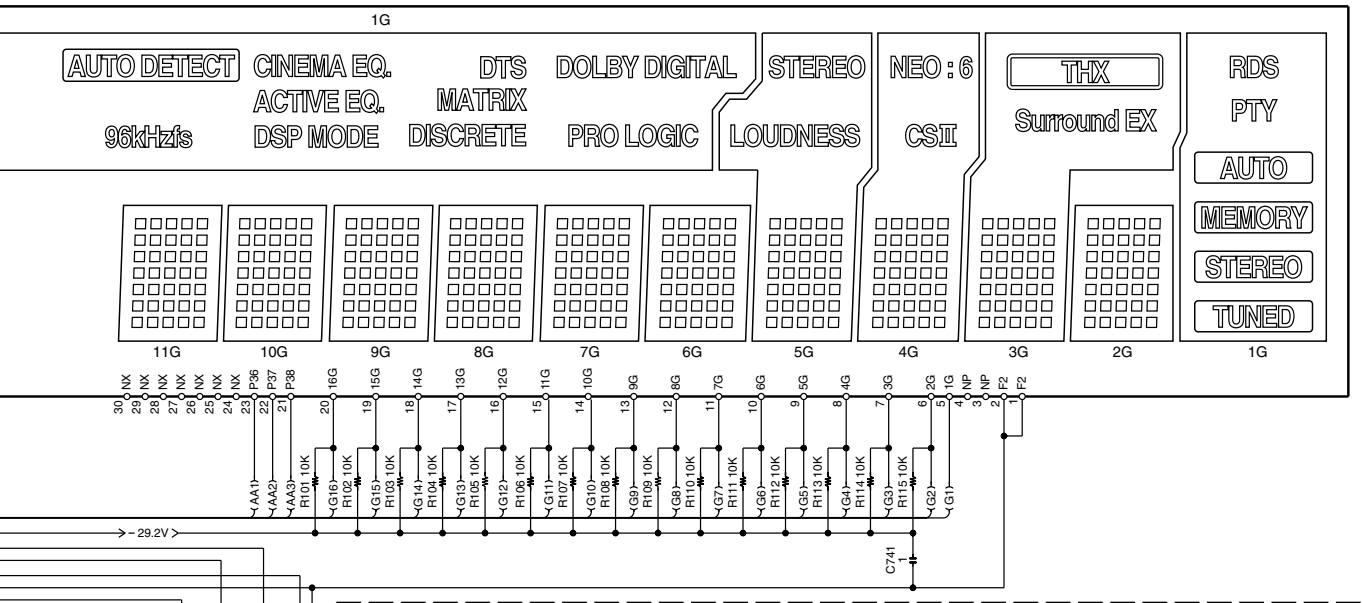 1G
AUTO DETECT CINEMA EQ. DTS DOLBY DIGITAL STEREO NEO : 6 THX RDS
ACTIVE EQ. MATRIX Surround EX PTY
96kHzfs DSP MODE DISCRETE PRO LOGIC LOUDNESS CSII
AUTO
MEMORY
STEREO
TUNED
11G 10G 9G 8G 7G 6G 5G 4G 3G 2G 1G
NX NX NX NX NX NX NX P36 P37 P38 16G 15G 14G 13G 12G 11G 10G 9G 8G 7G 6G 5G 4G 3G 2G 1G NP NP F2 F2
30 29 28 27 26 25 24 23 22 21 20 19 18 17 16 15 14 13 12 11 10 9 8 7 6 5 4 3 2 1
(AA1) (AA2) (AA3) R101 10K (G16) R102 10K (G15) R103 10K (G14) R104 10K (G13) R105 10K (G12) R106 10K (G11) R107 10K (G10) R108 10K (G9) R109 10K (G8) R110 10K (G7) R111 10K (G6) R112 10K (G5) R113 10K (G4) R114 10K (G3) R115 10K (G2) (G1)
– 29.2V
C741
1